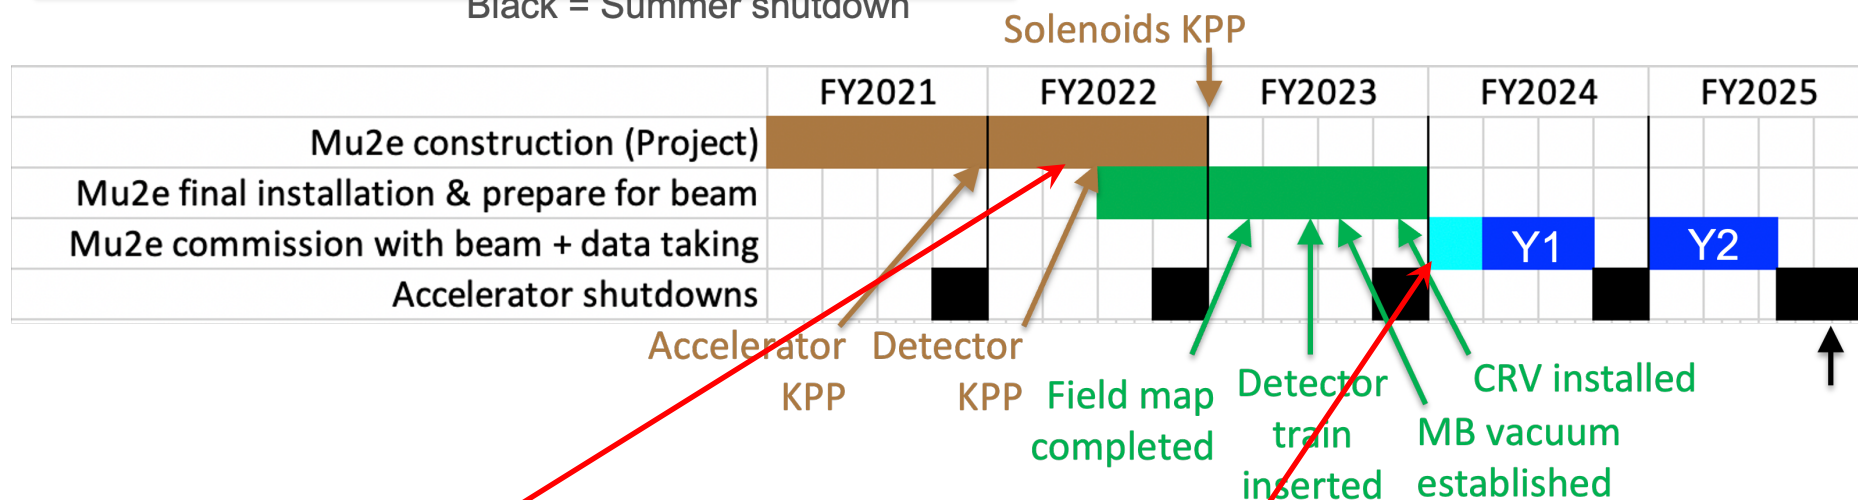 Black = Summer shutdown
Solenoids KPP
FY2021 FY2022 FY2023 FY2024 FY2025
Mu2e construction (Project)
Mu2e final installation & prepare for beam
Mu2e commission with beam + data taking
Y1 Y2
Accelerator shutdowns
Accelerator
KPP
Detector
KPP
Field map
completed
Detector
train
inserted
CRV installed
MB vacuum
established